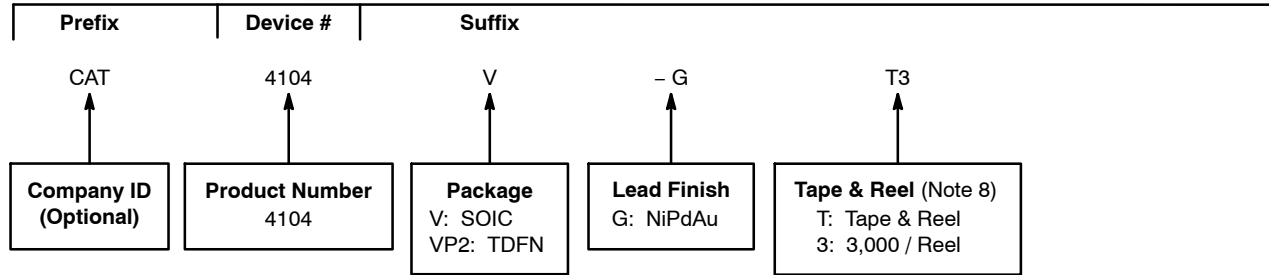 Prefix Device # Suffix
CAT 4104 V – G T3
Company ID
(Optional)
Product Number
4104
Package
V: SOIC
VP2: TDFN
Lead Finish
G: NiPdAu
Tape & Reel (Note 8)
T: Tape & Reel
3: 3,000 / Reel